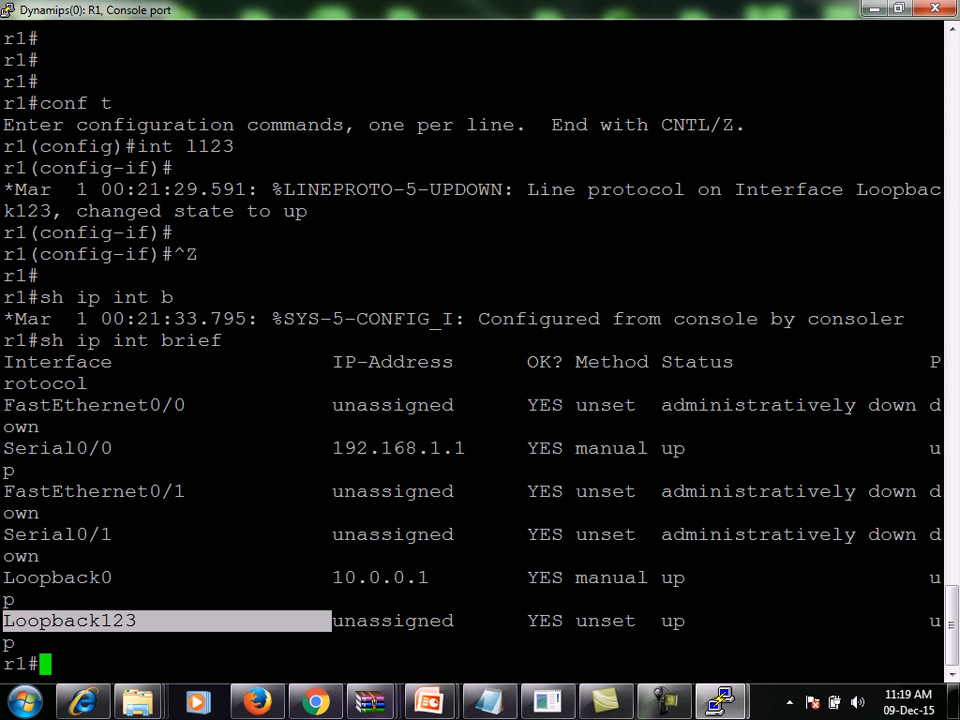 Dynamips(0): R1, Console port
r1#
r1#
r1#
r1#conf t
Enter configuration commands, one per line.  End with CNTL/Z.
r1(config)#int l123
r1(config-if)#
*Mar  1 00:21:29.591: %LINEPROTO-5-UPDOWN: Line protocol on Interface Loopbac
k123, changed state to up
r1(config-if)#
r1(config-if)#^Z
r1#
r1#sh ip int b
*Mar  1 00:21:33.795: %SYS-5-CONFIG_I: Configured from console by consoler
r1#sh ip int brief
Interface                  IP-Address      OK? Method Status                P
rotocol
FastEthernet0/0            unassigned      YES unset  administratively down d
own
Serial0/0                  192.168.1.1     YES manual up                    u
p
FastEthernet0/1            unassigned      YES unset  administratively down d
own
Serial0/1                  unassigned      YES unset  administratively down d
own
Loopback0                  10.0.0.1        YES manual up                    u
p
Loopback123                unassigned      YES unset  up                    u
p
r1#
11:19 AM
09-Dec-15